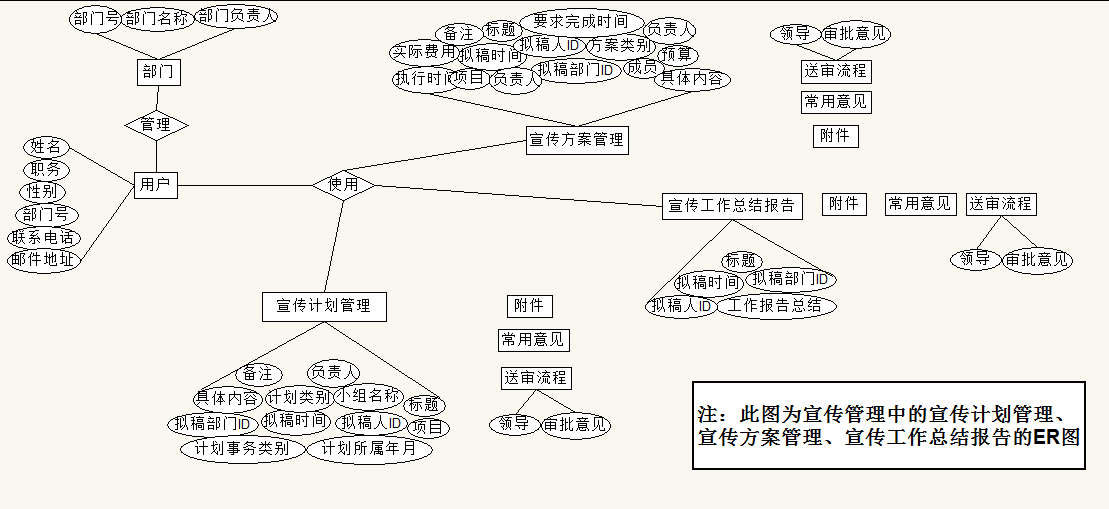 部门号
部门名称
部门负责人
部门
管理
姓名
职务
性别
部门号
联系电话
邮件地址
用户
使用
要求完成时间
备注
标题
负责人
实际费用
拟稿时间
拟稿人ID
方案类别
预算
执行时间
项目
负责人
拟稿部门ID
成员
具体内容
宣传方案管理
领导
审批意见
送审流程
常用意见
附件
宣传工作总结报告
附件
常用意见
送审流程
领导
审批意见
标题
拟稿时间
拟稿部门ID
拟稿人ID
工作报告总结
宣传计划管理
附件
常用意见
送审流程
领导
审批意见
备注
负责人
具体内容
计划类别
小组名称
标题
拟稿部门ID
拟稿时间
拟稿人ID
项目
计划事务类别
计划所属年月
注：此图为宣传管理中的宣传计划管理、
宣传方案管理、宣传工作总结报告的ER图